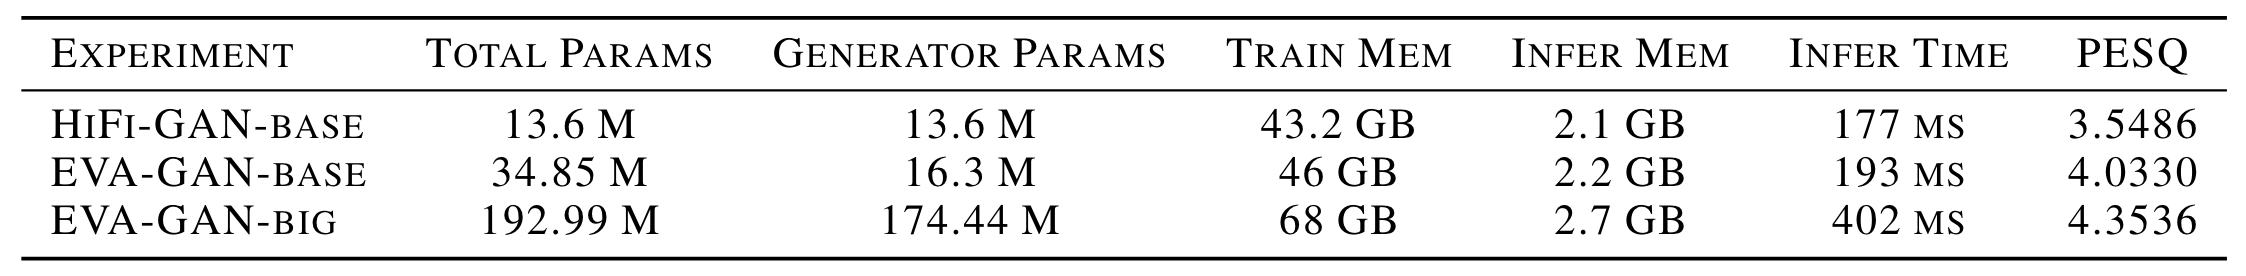 EXPERIMENT TOTAL PARAMS GENERATOR PARAMS TRAIN MEM INFER MEM INFER TIME PESQ
HIFI-GAN-BASE 13.6 M 13.6 M 43.2 GB 2.1 GB 177 MS 3.5486
EVA-GAN-BASE 34.85 M 16.3 M 46 GB 2.2 GB 193 MS 4.0330
EVA-GAN-BIG 192.99 M 174.44 M 68 GB 2.7 GB 402 MS 4.3536